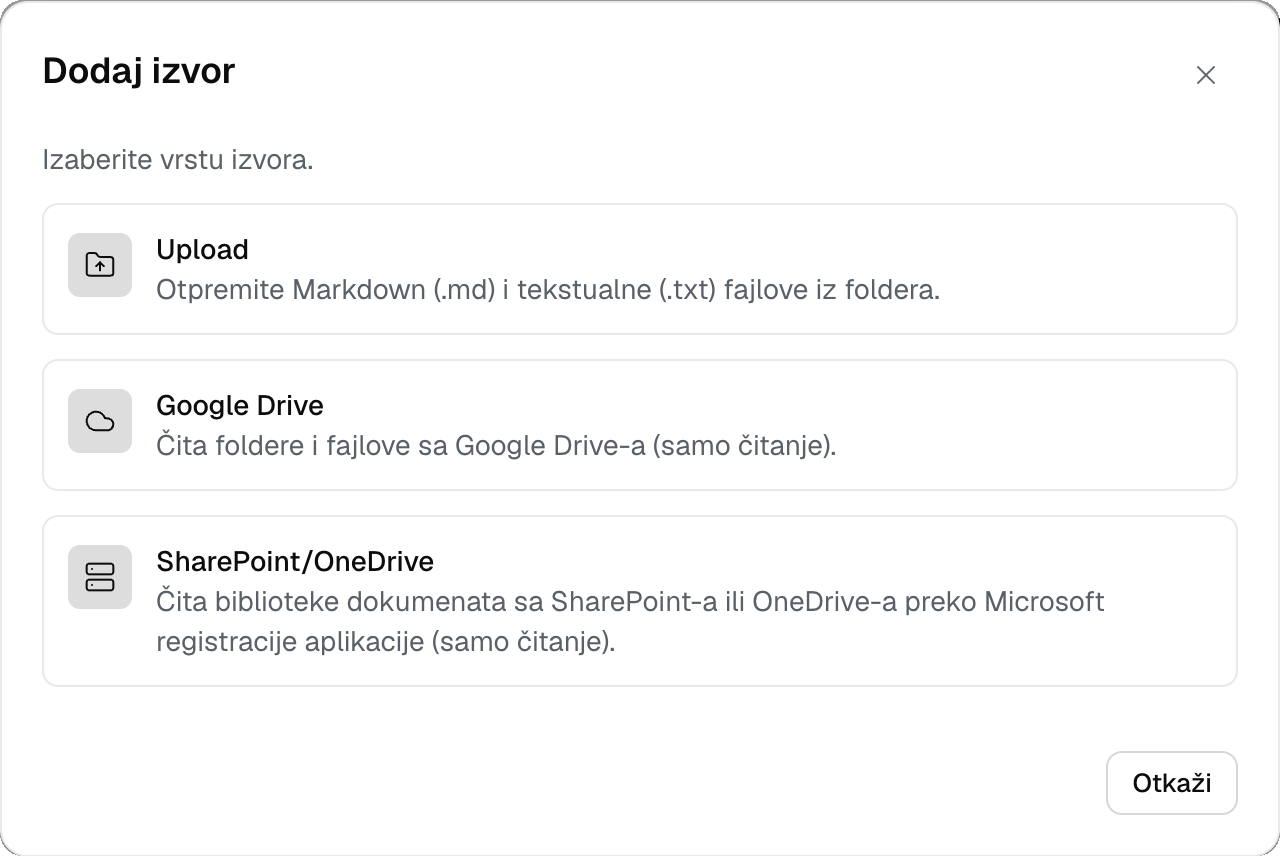 Dodaj izvor
Izaberite vrstu izvora.
Upload
Otpremite Markdown (.md) i tekstualne (.txt) fajlove iz foldera.
Google Drive
Čita foldere i fajlove sa Google Drive-a (samo čitanje).
SharePoint/OneDrive
Čita biblioteke dokumenata sa SharePoint-a ili OneDrive-a preko Microsoft
registracije aplikacije (samo čitanje).
Otkaži